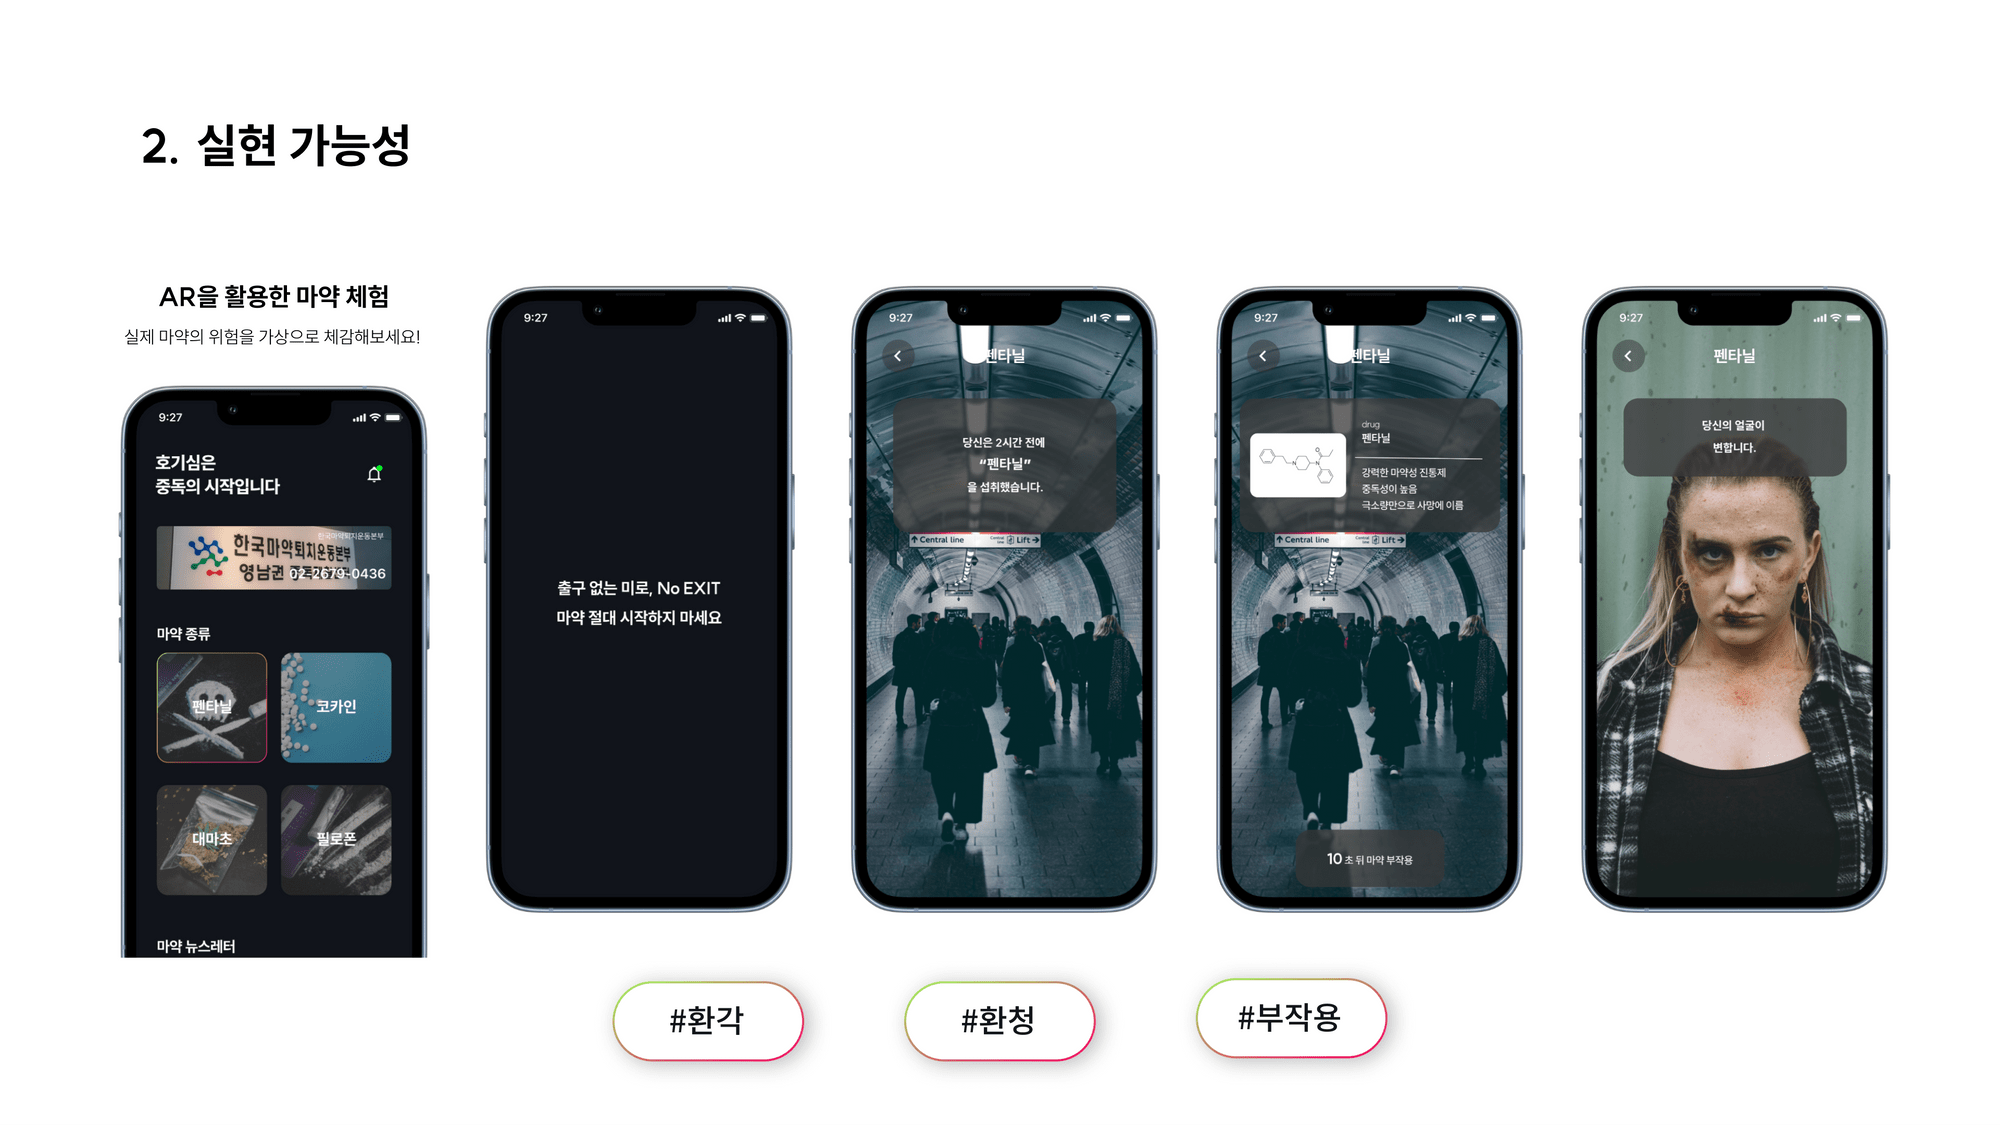 2. 실현 가능성
AR을 활용한 마약 체험
실제 마약의 위험을 가상으로 체감해보세요!
9:27
호기심은
중독의 시작입니다
한국마약퇴치운동본부
한국마약퇴치운동본부
영남권
02-2679-0436
마약 종류
펜타닐
코카인
대마초
필로폰
마약 뉴스레터
9:27
출구 없는 미로, No EXIT
마약 절대 시작하지 마세요
9:27
펜타닐
당신은 2시간 전에
“펜타닐”
을 섭취했습니다.
Central line
Central line
Lift
9:27
펜타닐
drug
펜타닐
강력한 마약성 진통제
중독성이 높음
극소량만으로 사망에 이름
Central line
Central line
Lift
10 초 뒤 마약 부작용
9:27
펜타닐
당신의 얼굴이
변합니다.
#환각
#환청
#부작용